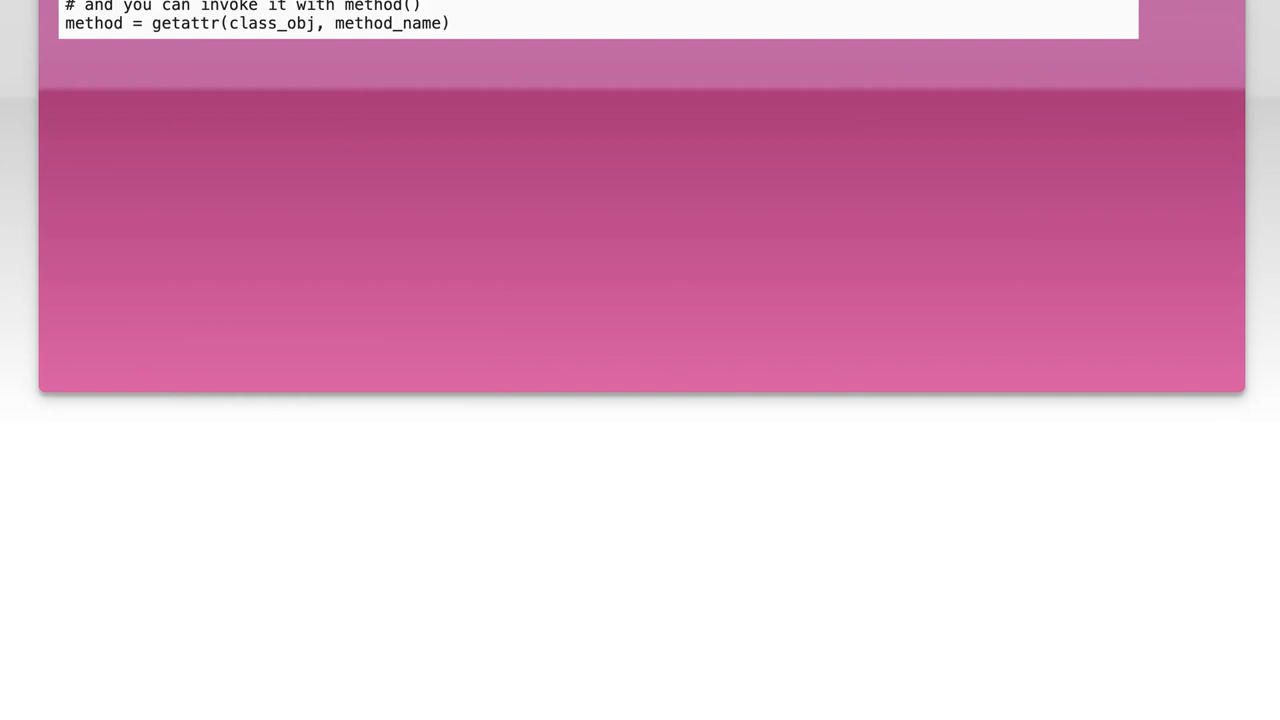 # and you can invoke it with method()
method = getattr(class_obj, method_name)